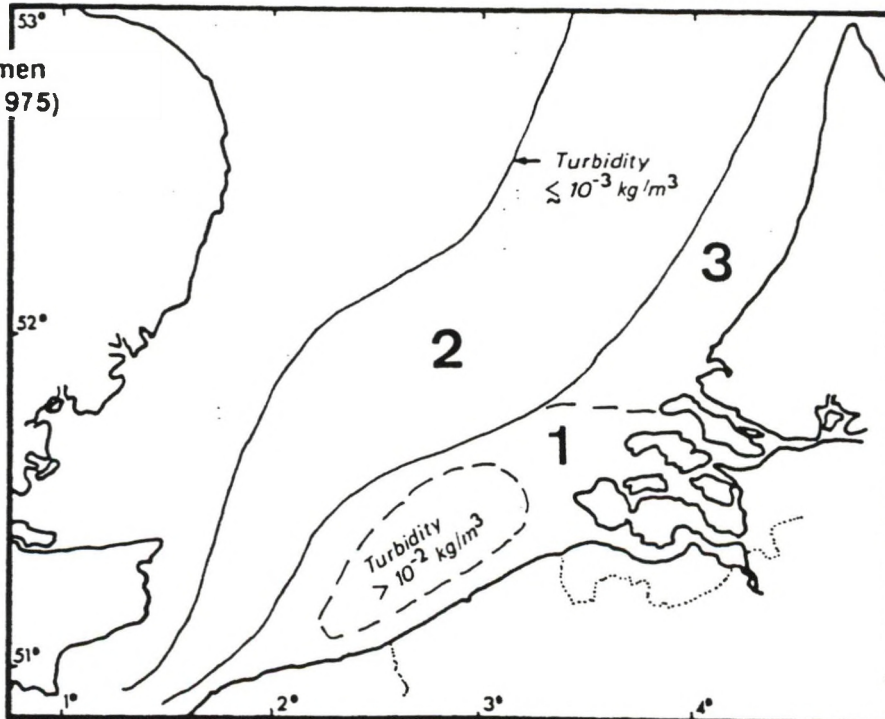 53°
men
975)
Turbidity
≲ 10⁻³ kg/m³
3
52°
2
1
Turbidity
> 10⁻² kg/m³
51°
1°
2°
3°
4°